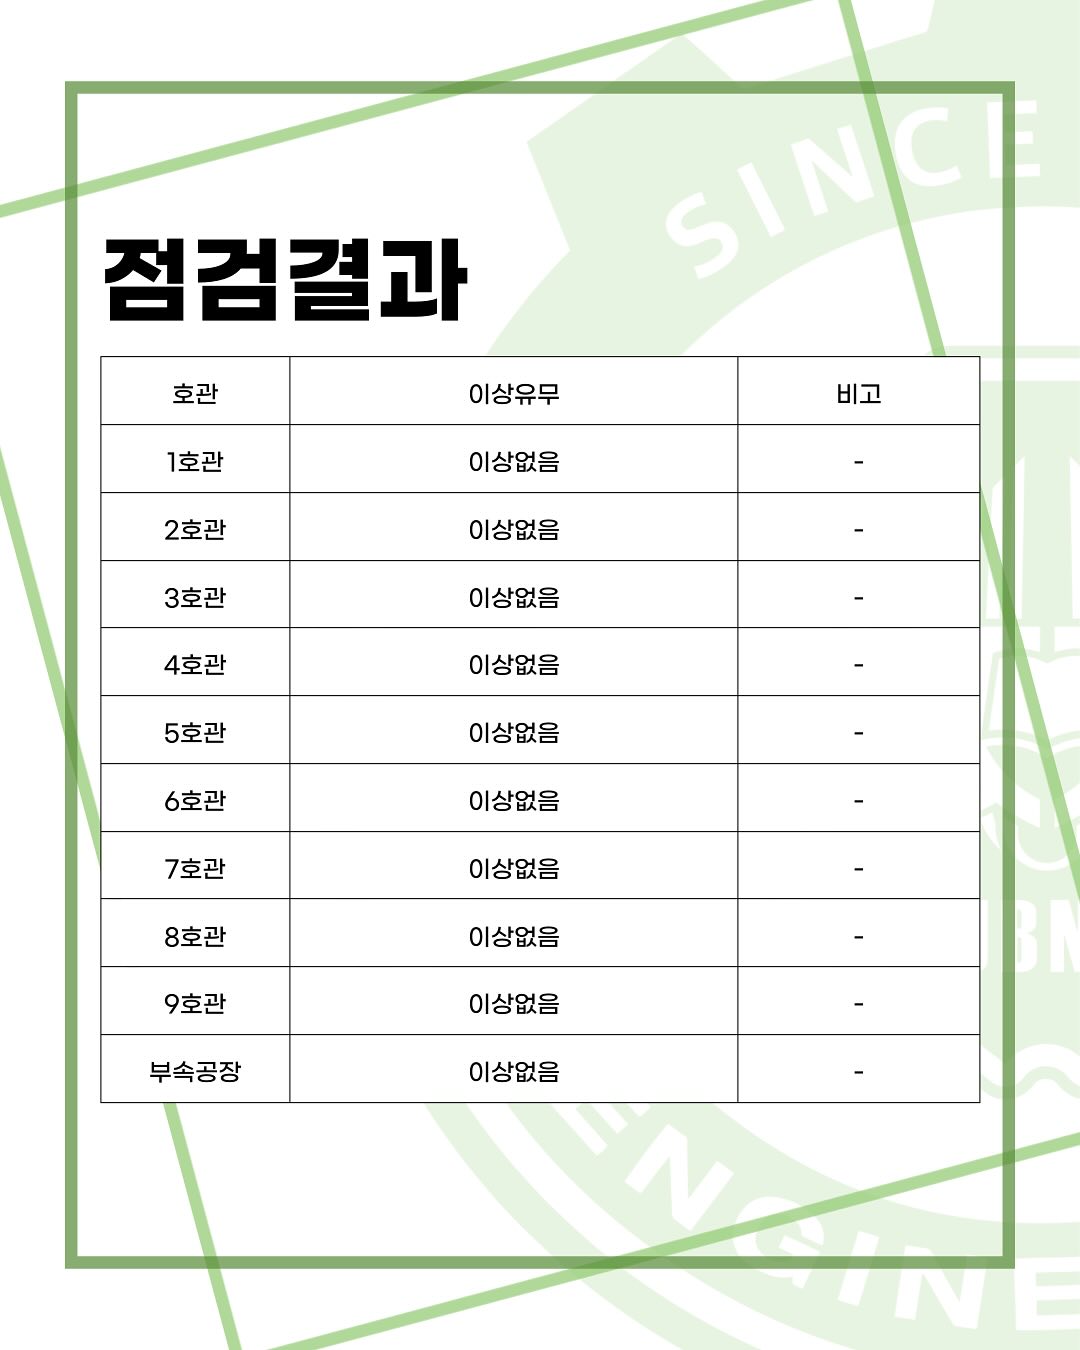 SINCE
점검결과
호관 이상유무 비고
1호관 이상없음 -
2호관 이상없음 -
3호관 이상없음 -
4호관 이상없음 -
5호관 이상없음 -
6호관 이상없음 -
7호관 이상없음 -
8호관 이상없음 -
9호관 이상없음 -
부속공장 이상없음 -